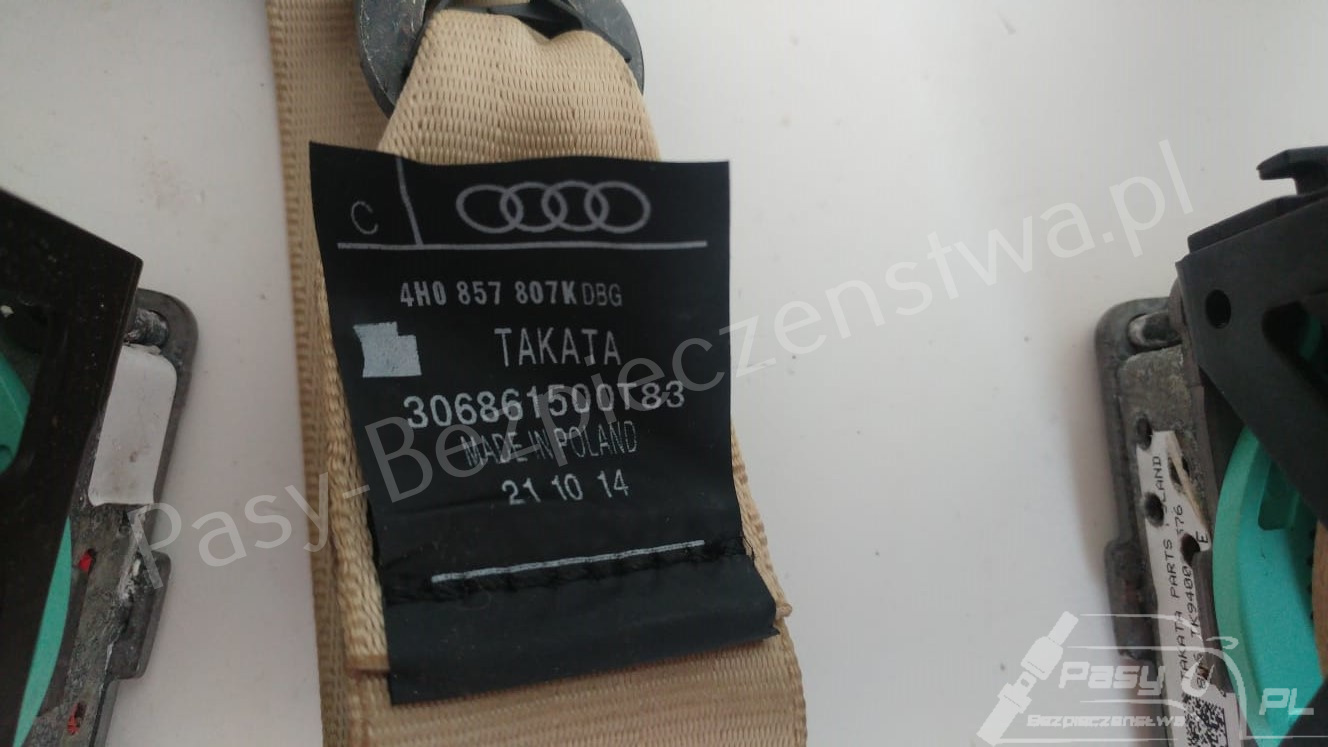 C
4H0 857 807K DBG
TAKATA
306861500T83
MADE IN POLAND
21 10 14
Pasy-Bezpieczenstwa.pl
TAKATA PARTS
Pasy
Bezpieczeństwa
PL